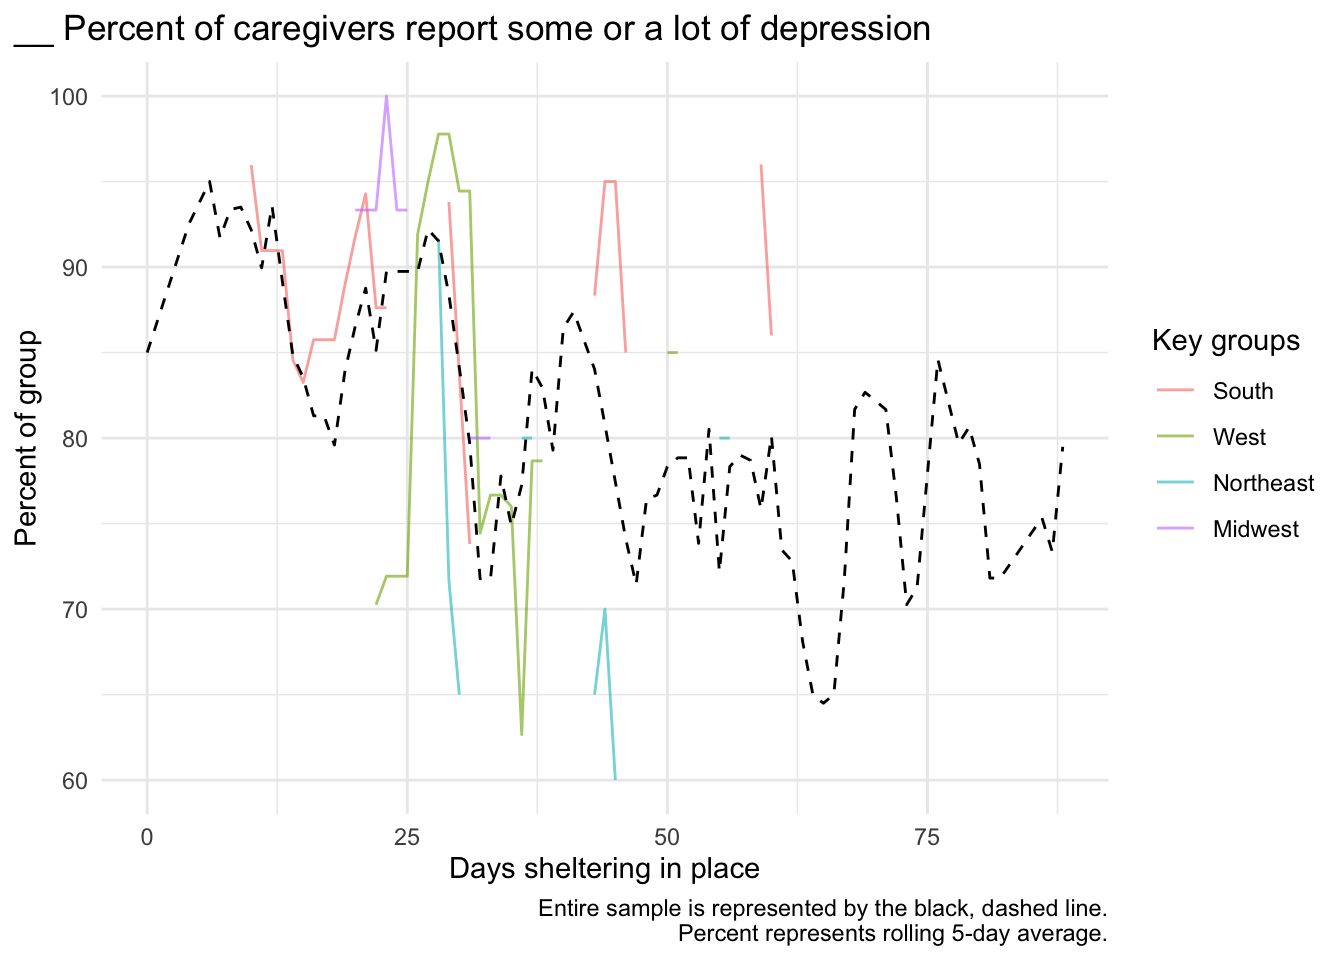 __ Percent of caregivers report some or a lot of depression
Percent of group
100
90
80
70
60
0
25
50
75
Days sheltering in place
Key groups
South
West
Northeast
Midwest
Entire sample is represented by the black, dashed line.
Percent represents rolling 5-day average.